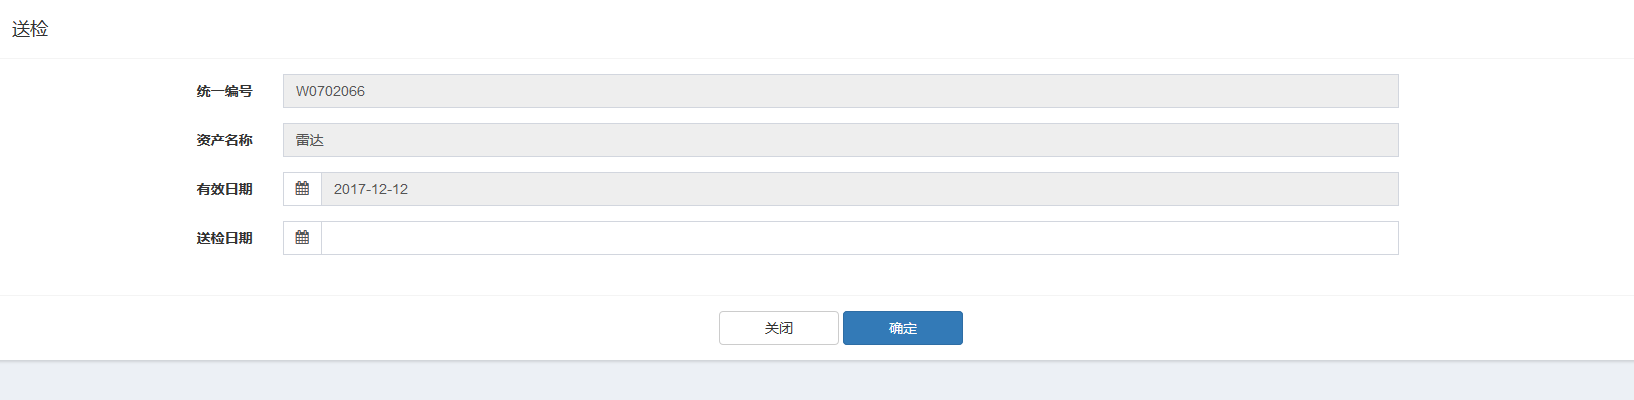 送检
统一编号 W0702066
资产名称 雷达
有效日期 2017-12-12
送检日期
关闭 确定